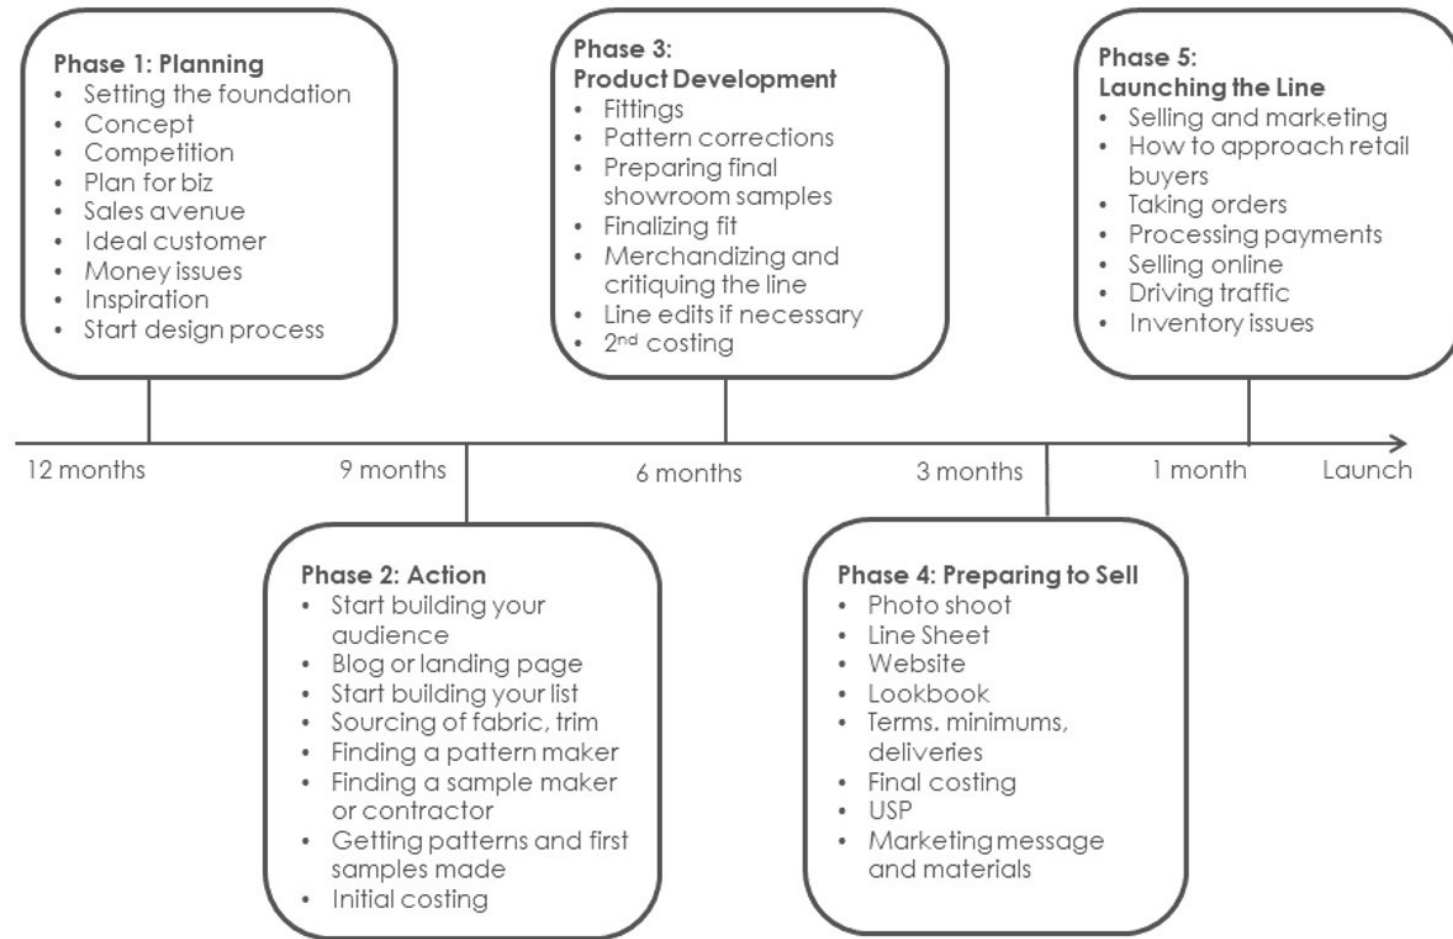 Phase 1: Planning
• Setting the foundation
• Concept
• Competition
• Plan for biz
• Sales avenue
• Ideal customer
• Money issues
• Inspiration
• Start design process
Phase 3:
Product Development
• Fittings
• Pattern corrections
• Preparing final
showroom samples
• Finalizing fit
• Merchandizing and
critiquing the line
• Line edits if necessary
• 2nd costing
Phase 5:
Launching the Line
• Selling and marketing
• How to approach retail
buyers
• Taking orders
• Processing payments
• Selling online
• Driving traffic
• Inventory issues
12 months
9 months
6 months
3 months
1 month
Launch
Phase 2: Action
• Start building your
audience
• Blog or landing page
• Start building your list
• Sourcing of fabric, trim
• Finding a pattern maker
• Finding a sample maker
or contractor
• Getting patterns and first
samples made
• Initial costing
Phase 4: Preparing to Sell
• Photo shoot
• Line Sheet
• Website
• Lookbook
• Terms. minimums,
deliveries
• Final costing
• USP
• Marketing message
and materials